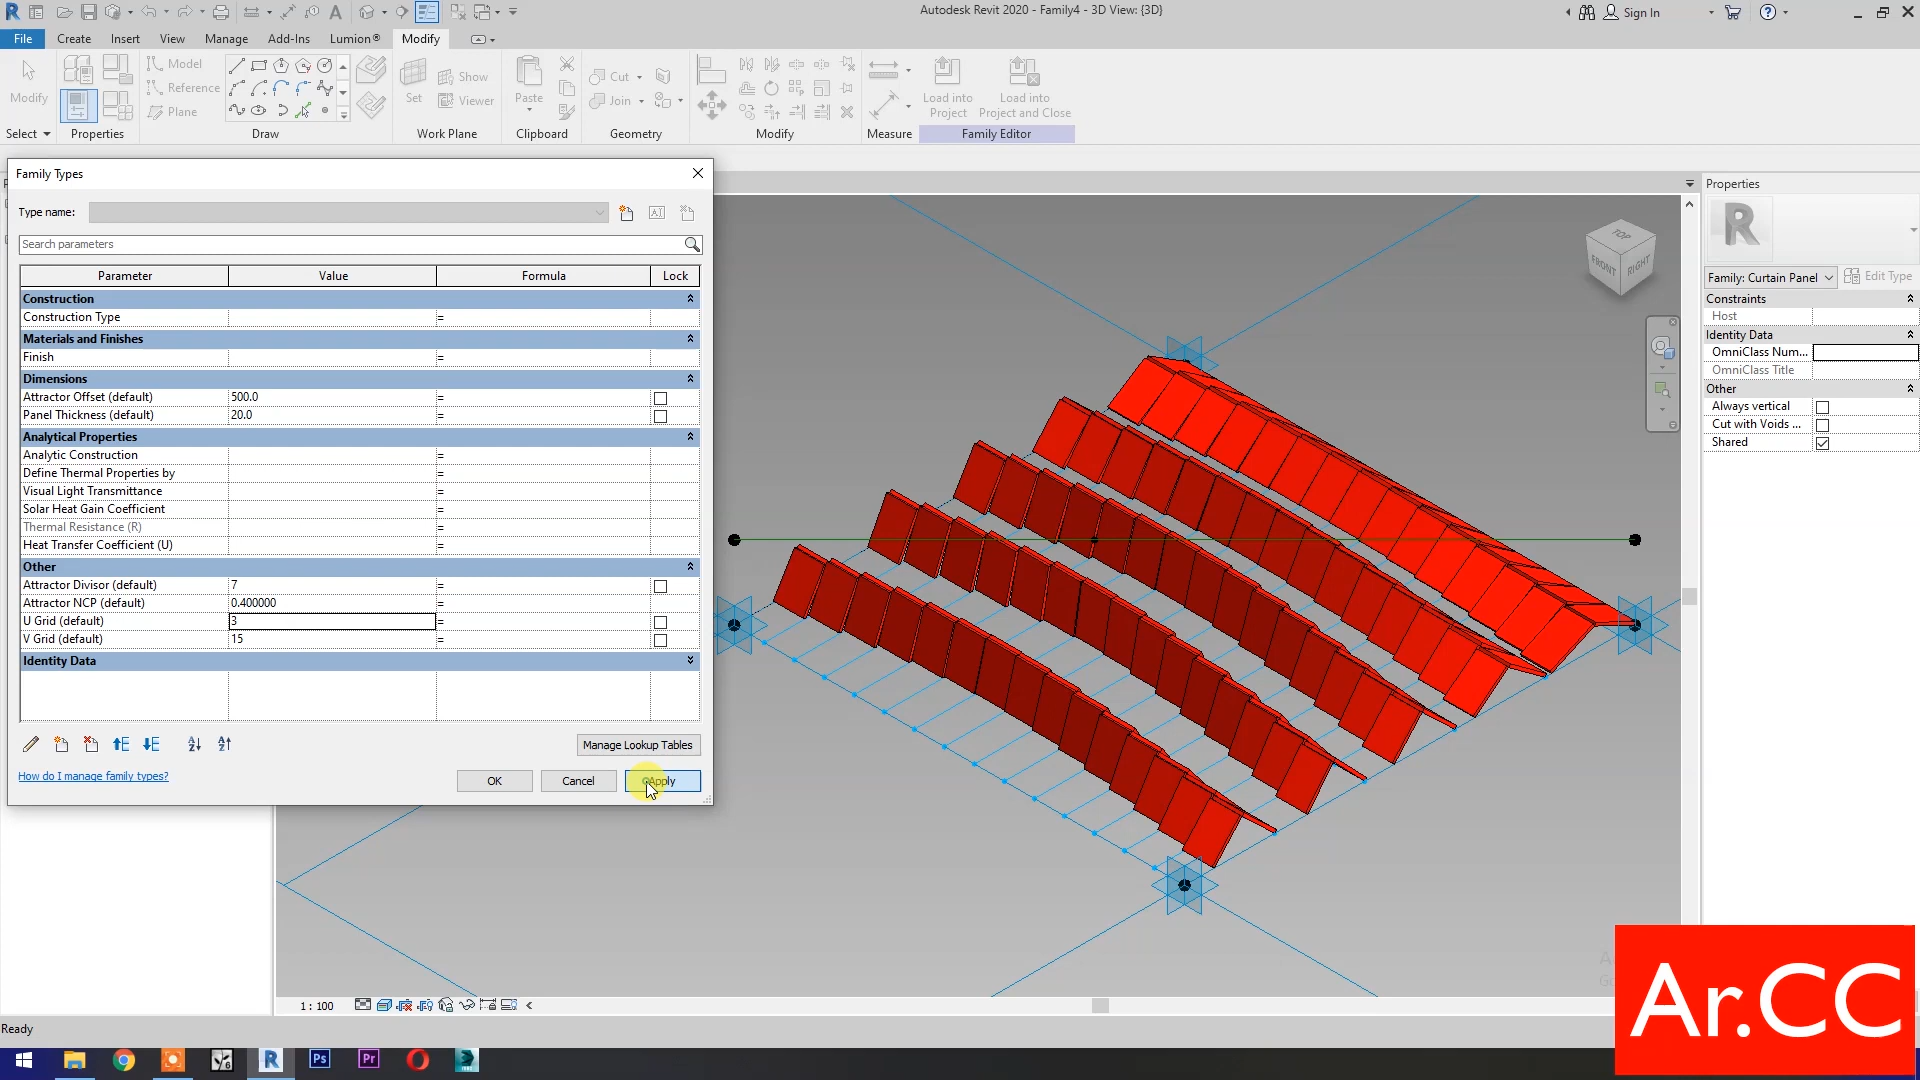 Autodesk Revit 2020 - Family4 - 3D View: {3D}
Sign In
File Create Insert View Manage Add-Ins Lumion® Modify
Modify
Model
Reference
Plane
Set
Show
Viewer
Paste
Cut
Join
Load into
Project
Load into
Project and Close
Select Properties Draw Work Plane Clipboard Geometry Modify Measure Family Editor
Family Types
Type name:
Search parameters
Parameter Value Formula Lock
Construction
Construction Type =
Materials and Finishes
Finish =
Dimensions
Attractor Offset (default) 500.0 =
Panel Thickness (default) 20.0 =
Analytical Properties
Analytic Construction =
Define Thermal Properties by =
Visual Light Transmittance =
Solar Heat Gain Coefficient =
Thermal Resistance (R) =
Heat Transfer Coefficient (U) =
Other
Attractor Divisor (default) 7 =
Attractor NCP (default) 0.400000 =
U Grid (default) 3 =
V Grid (default) 15 =
Identity Data
Manage Lookup Tables
How do I manage family types?
OK Cancel Apply
TOP
FRONT RIGHT
Properties
Family: Curtain Panel Edit Type
Constraints
Host
Identity Data
OmniClass Num...
OmniClass Title
Other
Always vertical
Cut with Voids ...
Shared
1 : 100
Ready
Ar.CC